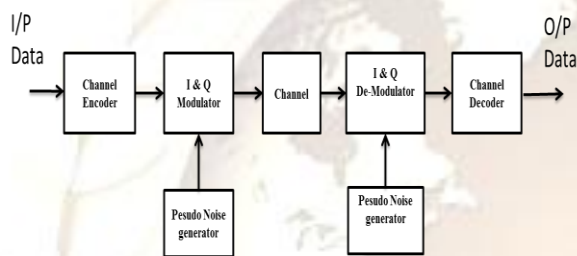 I/P
Data
O/P
Data
Channel
Encoder
I & Q
Modulator
Channel
I & Q
De-Modulator
Channel
Decoder
Pesudo Noise
generator
Pesudo Noise
generator